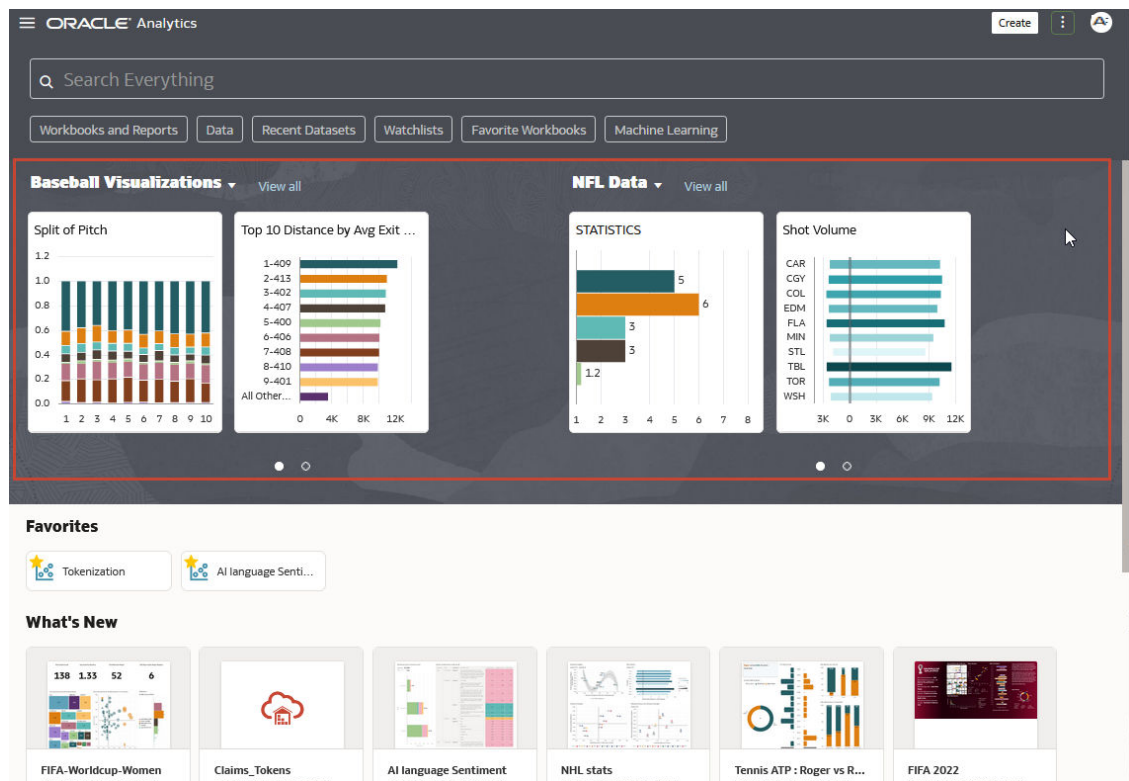 ORACLE Analytics
Create
Search Everything
Workbooks and Reports
Data
Recent Datasets
Watchlists
Favorite Workbooks
Machine Learning
Baseball Visualizations
View all
NFL Data
View all
Split of Pitch
1.2
1.0
0.8
0.6
0.4
0.2
0.0
1 2 3 4 5 6 7 8 9 10
Top 10 Distance by Avg Exit ...
1-409
2-413
3-402
4-407
5-400
6-406
7-408
8-410
9-401
All Other...
0 4K 8K 12K
STATISTICS
5
6
3
3
1.2
1 2 3 4 5 6 7 8
Shot Volume
CAR
CGY
COL
EDM
FLA
MIN
STL
TBL
TOR
WSH
3K 0 3K 6K 9K 12K
Favorites
Tokenization
AI language Senti...
What's New
138 1.33 52 6
FIFA-Worldcup-Women
Claims_Tokens
AI language Sentiment
NHL stats
Tennis ATP : Roger vs R...
FIFA 2022